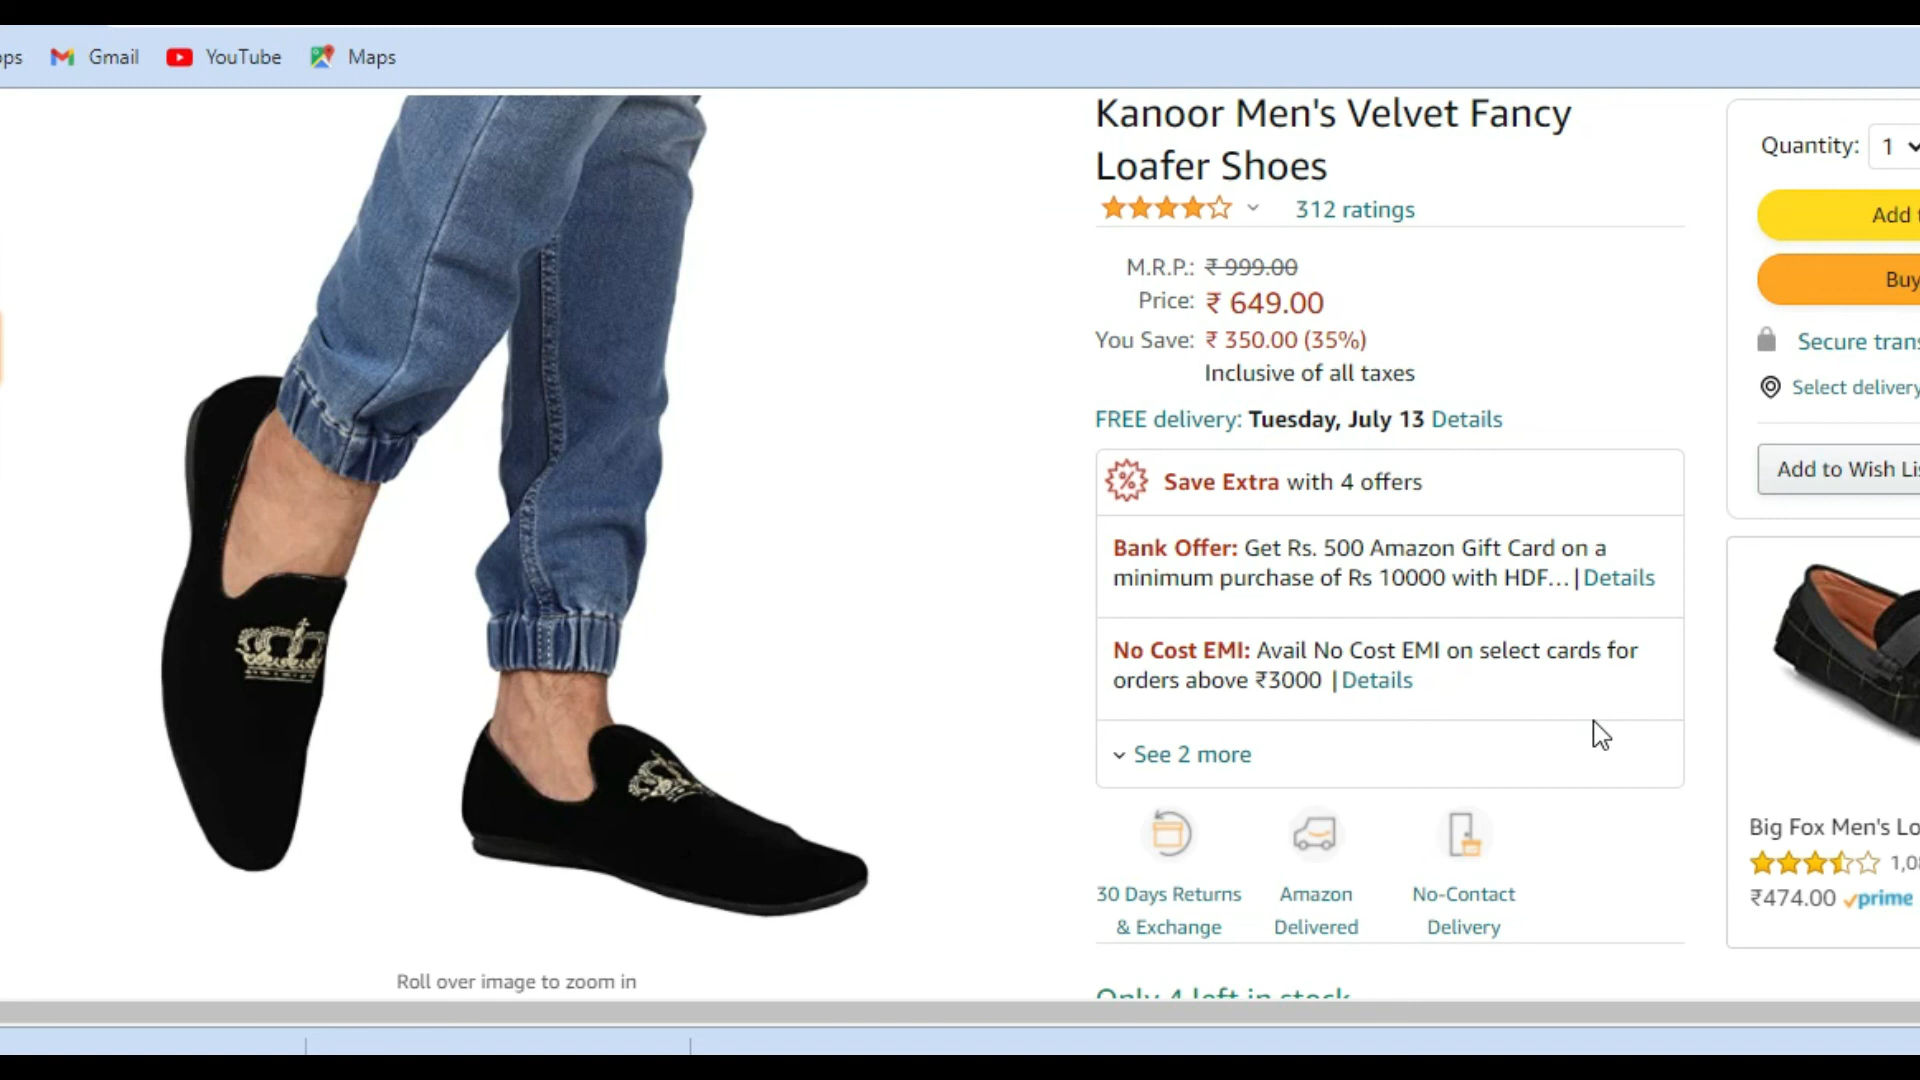 Gmail YouTube Maps
Kanoor Men's Velvet Fancy
Loafer Shoes
312 ratings
M.R.P.: ₹ 999.00
Price: ₹ 649.00
You Save: ₹ 350.00 (35%)
Inclusive of all taxes
FREE delivery: Tuesday, July 13 Details
Save Extra with 4 offers
Bank Offer: Get Rs. 500 Amazon Gift Card on a
minimum purchase of Rs 10000 with HDF... | Details
No Cost EMI: Avail No Cost EMI on select cards for
orders above ₹3000 | Details
See 2 more
30 Days Returns
& Exchange
Amazon
Delivered
No-Contact
Delivery
Only 4 left in stock
Roll over image to zoom in
Quantity: 1
Add
Buy
Secure
Select delivery
Add to Wish
Big Fox Men's
₹474.00 prime